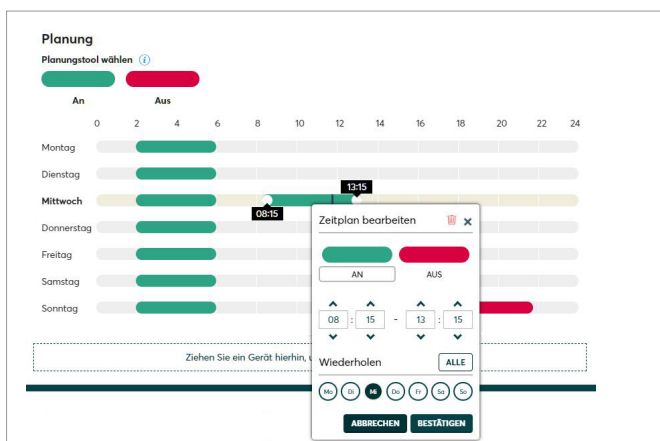 Planung
Planungstool wählen i
An Aus
0 2 4 6 8 10 12 14 16 18 20 22 24
Montag
Dienstag
Mittwoch
13:15
08:15
Donnerstag
Freitag
Samstag
Sonntag
Zeitplan bearbeiten
AN AUS
08 : 15 - 13 : 15
Ziehen Sie ein Gerät hierhin,
Wiederholen ALLE
Mo Di Mi Do Fr Sa So
ABBRECHEN BESTÄTIGEN